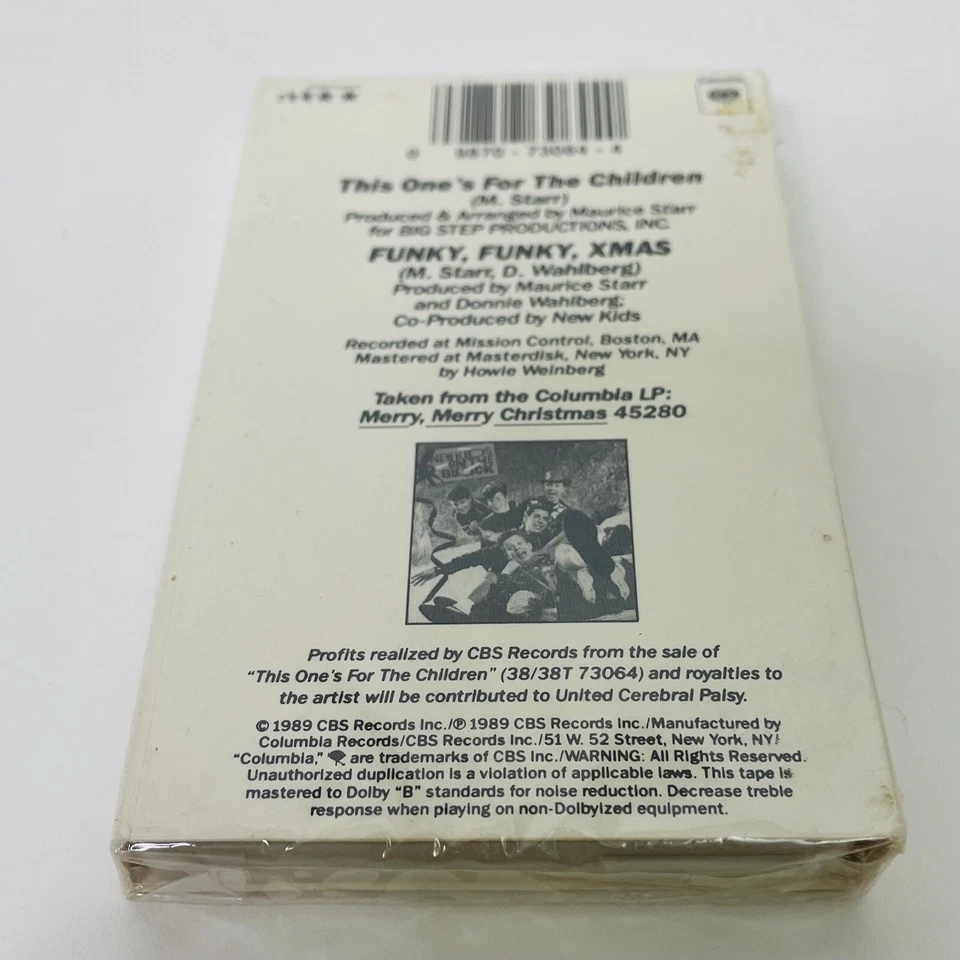 0 9870-73064-4
This One's For The Children
(M. Starr)
Produced & Arranged by Maurice Starr
for BIG STEP PRODUCTIONS, INC.
FUNKY, FUNKY, XMAS
(M. Starr, D. Wahlberg)
Produced by Maurice Starr
and Donnie Wahlberg;
Co-Produced by New Kids
Recorded at Mission Control, Boston, MA
Mastered at Masterdisk, New York, NY
by Howie Weinberg
Taken from the Columbia LP:
Merry, Merry Christmas 45280
NEW KIDS
ON THE
BLOCK
Profits realized by CBS Records from the sale of
"This One's For The Children" (38/38T 73064) and royalties to
the artist will be contributed to United Cerebral Palsy.
© 1989 CBS Records Inc./℗ 1989 CBS Records Inc./Manufactured by
Columbia Records/CBS Records Inc./51 W. 52 Street, New York, NY/
"Columbia," are trademarks of CBS Inc./WARNING: All Rights Reserved.
Unauthorized duplication is a violation of applicable laws. This tape is
mastered to Dolby "B" standards for noise reduction. Decrease treble
response when playing on non-Dolbyized equipment.